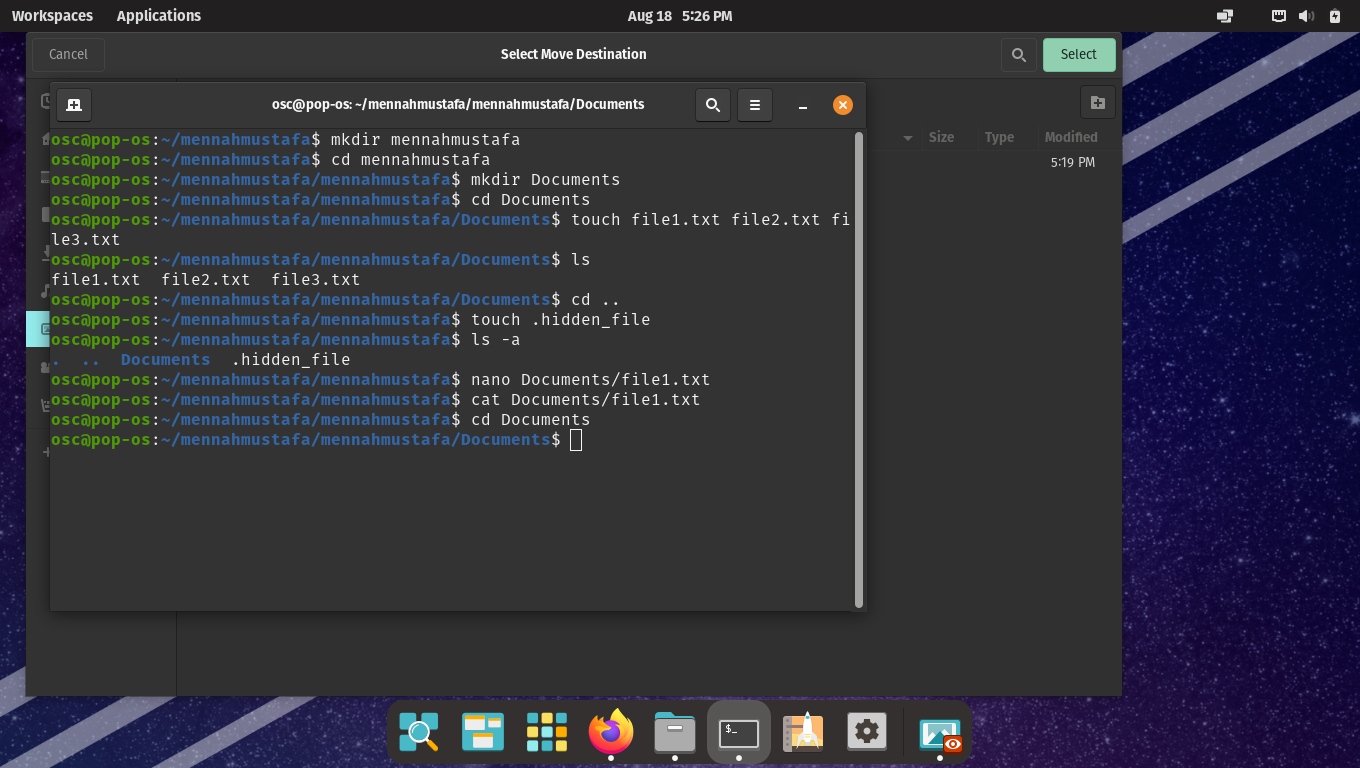 Workspaces Applications Aug 18 5:26 PM
Cancel Select Move Destination Select
osc@pop-os: ~/mennahmustafa/mennahmustafa/Documents
Size Type Modified
5:19 PM
osc@pop-os:~/mennahmustafa$ mkdir mennahmustafa
osc@pop-os:~/mennahmustafa$ cd mennahmustafa
osc@pop-os:~/mennahmustafa/mennahmustafa$ mkdir Documents
osc@pop-os:~/mennahmustafa/mennahmustafa$ cd Documents
osc@pop-os:~/mennahmustafa/mennahmustafa/Documents$ touch file1.txt file2.txt fi
le3.txt
osc@pop-os:~/mennahmustafa/mennahmustafa/Documents$ ls
file1.txt  file2.txt  file3.txt
osc@pop-os:~/mennahmustafa/mennahmustafa/Documents$ cd ..
osc@pop-os:~/mennahmustafa/mennahmustafa$ touch .hidden_file
osc@pop-os:~/mennahmustafa/mennahmustafa$ ls -a
.  ..  Documents  .hidden_file
osc@pop-os:~/mennahmustafa/mennahmustafa$ nano Documents/file1.txt
osc@pop-os:~/mennahmustafa/mennahmustafa$ cat Documents/file1.txt
osc@pop-os:~/mennahmustafa/mennahmustafa$ cd Documents
osc@pop-os:~/mennahmustafa/mennahmustafa/Documents$
$_